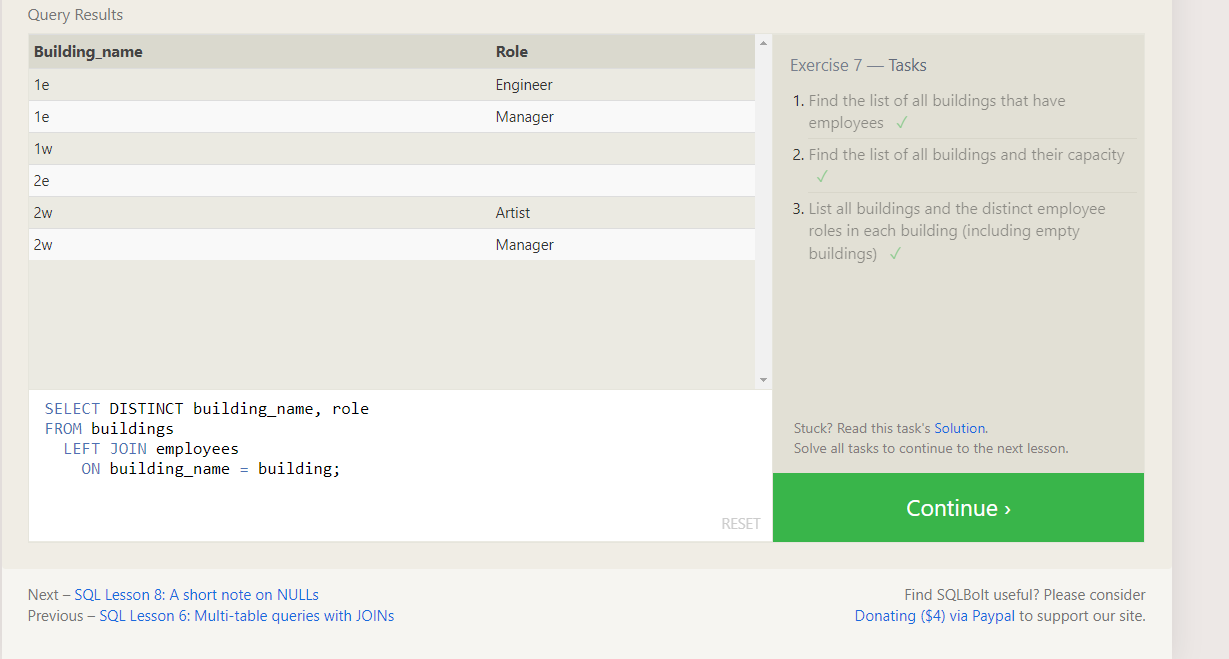 Query Results
Building_name Role
1e Engineer
1e Manager
1w
2e
2w Artist
2w Manager
SELECT DISTINCT building_name, role
FROM buildings
LEFT JOIN employees
ON building_name = building;
RESET
Exercise 7 — Tasks
1. Find the list of all buildings that have
employees ✓
2. Find the list of all buildings and their capacity
✓
3. List all buildings and the distinct employee
roles in each building (including empty
buildings) ✓
Stuck? Read this task's Solution.
Solve all tasks to continue to the next lesson.
Continue ›
Next – SQL Lesson 8: A short note on NULLs
Previous – SQL Lesson 6: Multi-table queries with JOINs
Find SQLBolt useful? Please consider
Donating ($4) via Paypal to support our site.